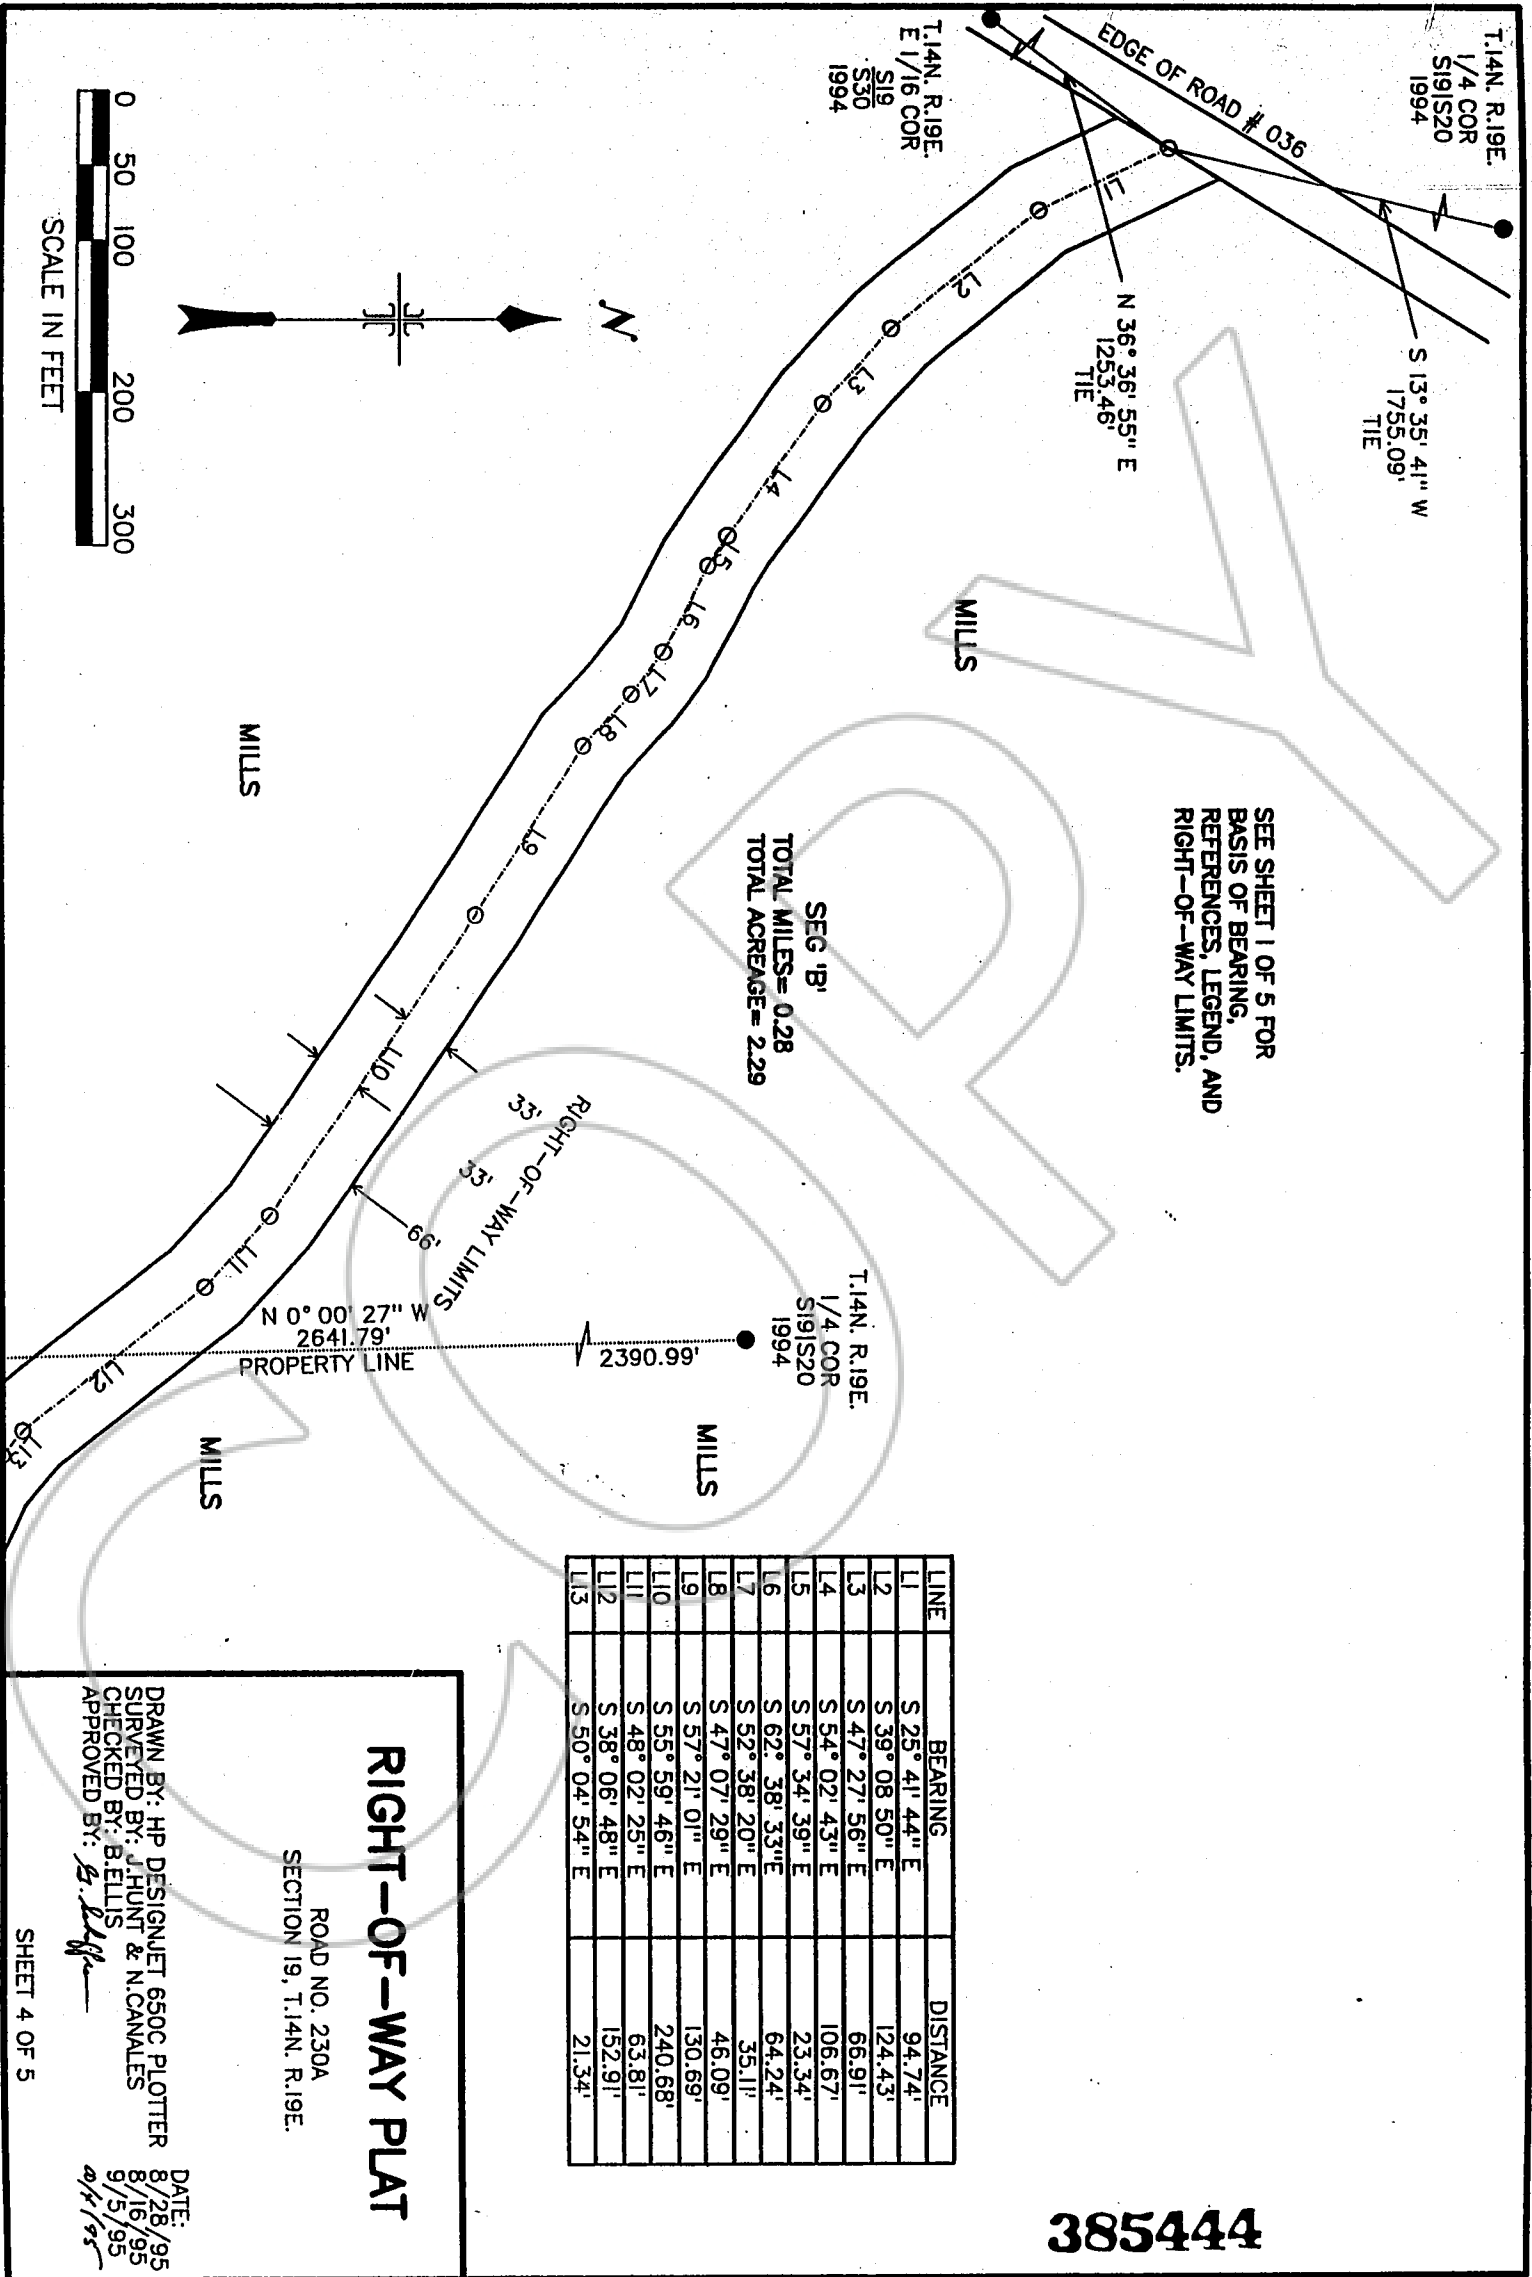 T.14N. R.19E.
1/4 COR
S19|S20
1994
EDGE OF ROAD # 036
T.14N. R.19E.
E 1/16 COR
S19
S30
1994
S 13° 35' 41" W
1755.09'
TIE
N 36° 36' 55" E
1253.46'
TIE
L1
L2
L3
L4
L5
L6
L7
L8
L9
L10
L11
L12
L13
MILLS
MILLS
SEE SHEET 1 OF 5 FOR
BASIS OF BEARING,
REFERENCES, LEGEND, AND
RIGHT-OF-WAY LIMITS.
SEG 'B'
TOTAL MILES= 0.28
TOTAL ACREAGE= 2.29
N
0 50 100 200 300
SCALE IN FEET
33'
33'
66'
RIGHT-OF-WAY LIMITS
T.14N. R.19E.
1/4 COR
S19|S20
1994
2390.99'
N 0° 00' 27" W
2641.79'
PROPERTY LINE
MILLS
MILLS
LINE BEARING DISTANCE
L1 S 25° 41' 44" E 94.74'
L2 S 39° 08' 50" E 124.43'
L3 S 47° 27' 56" E 66.91'
L4 S 54° 02' 43" E 106.67'
L5 S 57° 34' 39" E 23.34'
L6 S 62° 38' 33" E 64.24'
L7 S 52° 38' 20" E 35.11'
L8 S 47° 07' 29" E 46.09'
L9 S 57° 21' 01" E 130.69'
L10 S 55° 59' 46" E 240.68'
L11 S 48° 02' 25" E 63.81'
L12 S 38° 06' 48" E 152.91'
L13 S 50° 04' 54" E 21.34'
RIGHT-OF-WAY PLAT
ROAD NO. 230A
SECTION 19, T.14N. R.19E.
DATE:
DRAWN BY: HP DESIGNJET 650C PLOTTER 8/28/95
SURVEYED BY: J.HUNT & N.CANALES 8/16/95
CHECKED BY: B.ELLIS 9/5/95
APPROVED BY:
SHEET 4 OF 5
385444
COPY